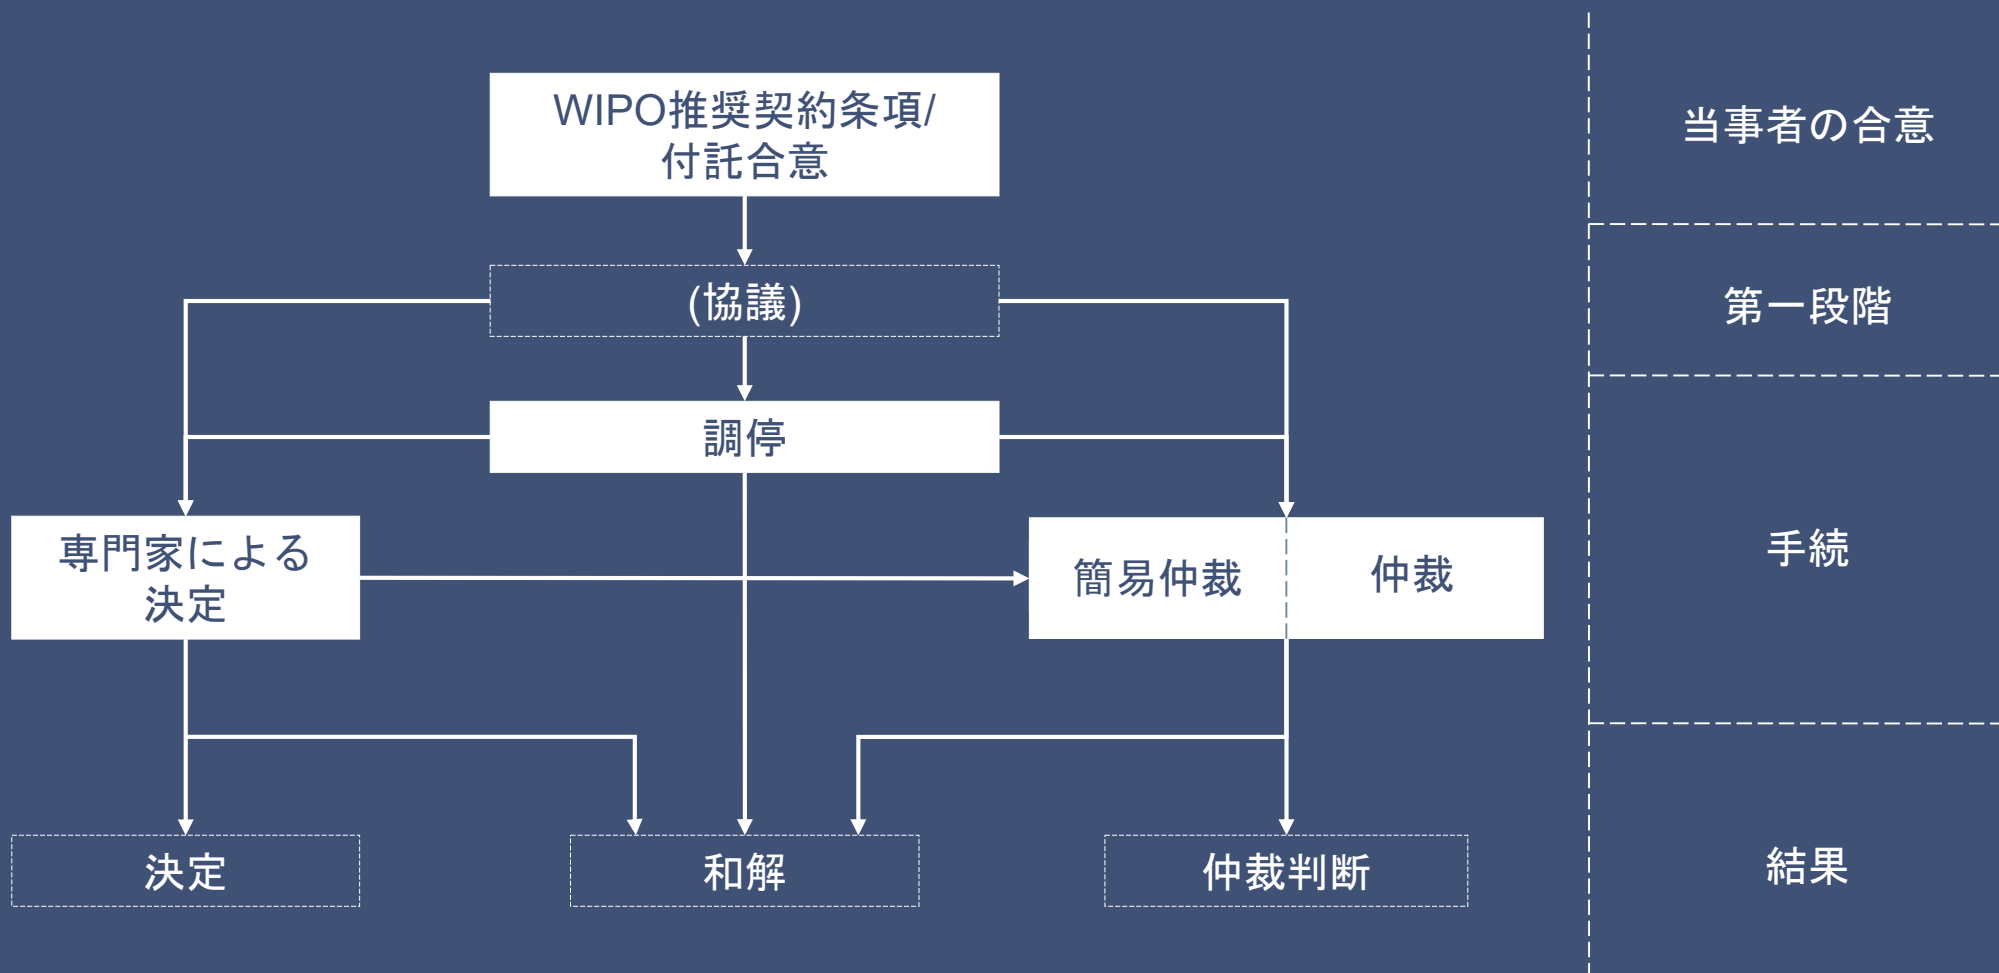 WIPO推奨契約条項/
付託合意
当事者の合意
(協議)
第一段階
調停
専門家による
決定
簡易仲裁
仲裁
手続
決定
和解
仲裁判断
結果